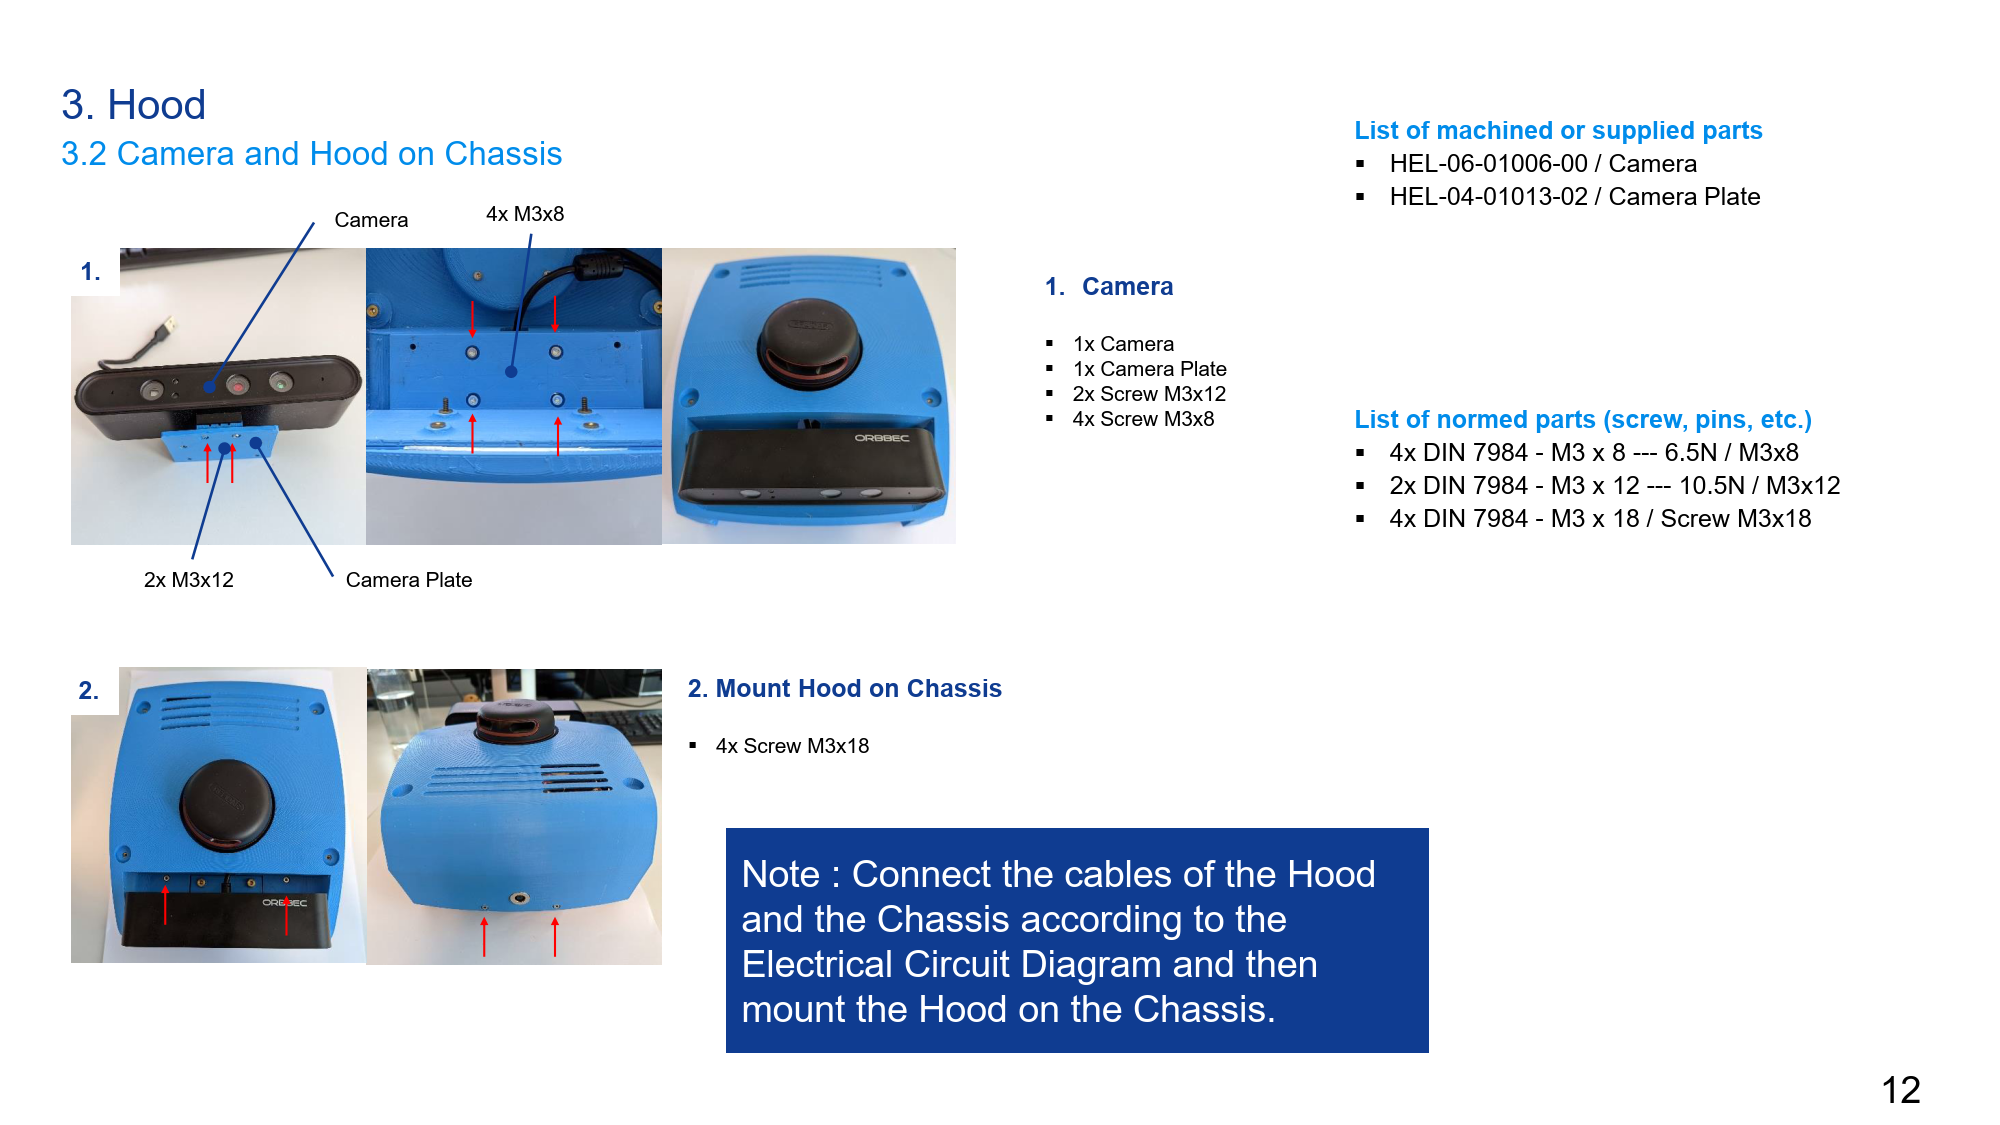 3. Hood
3.2 Camera and Hood on Chassis
List of machined or supplied parts
▪ HEL-06-01006-00 / Camera
▪ HEL-04-01013-02 / Camera Plate
Camera
4x M3x8
1.
ORBBEC
2x M3x12
Camera Plate
1. Camera
▪ 1x Camera
▪ 1x Camera Plate
▪ 2x Screw M3x12
▪ 4x Screw M3x8
List of normed parts (screw, pins, etc.)
▪ 4x DIN 7984 - M3 x 8 --- 6.5N / M3x8
▪ 2x DIN 7984 - M3 x 12 --- 10.5N / M3x12
▪ 4x DIN 7984 - M3 x 18 / Screw M3x18
2.
ORBBEC
2. Mount Hood on Chassis
▪ 4x Screw M3x18
Note : Connect the cables of the Hood
and the Chassis according to the
Electrical Circuit Diagram and then
mount the Hood on the Chassis.
12